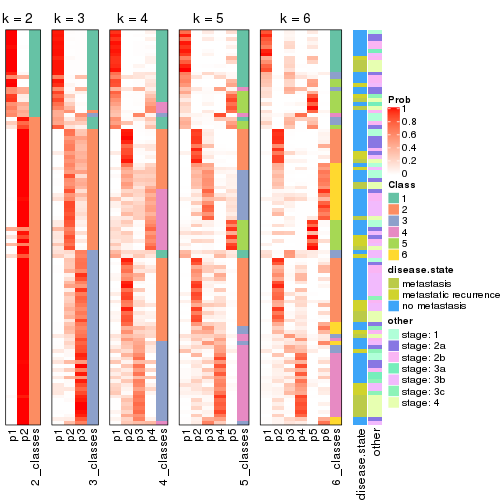 k = 2
k = 3
k = 4
k = 5
k = 6
p1
p2
2_classes
p1
p2
p3
3_classes
p1
p2
p3
p4
4_classes
p1
p2
p3
p4
p5
5_classes
p1
p2
p3
p4
p5
p6
6_classes
disease.state
other
Prob
1
0.8
0.6
0.4
0.2
0
Class
1
2
3
4
5
6
disease.state
metastasis
metastatic recurrence
no metastasis
other
stage: 1
stage: 2a
stage: 2b
stage: 3a
stage: 3b
stage: 3c
stage: 4